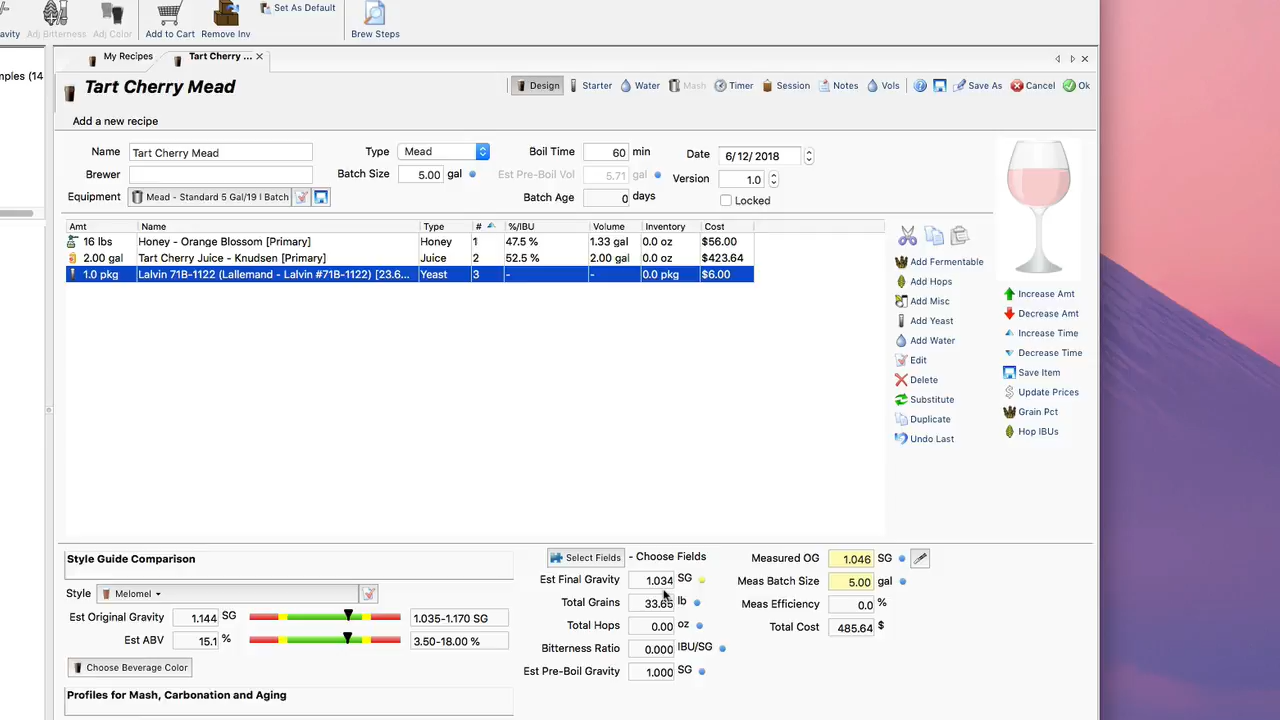 avity Adj Bitterness Adj Color Add to Cart Remove Inv Set As Default Brew Steps
mples (14
My Recipes Tart Cherry ...
Tart Cherry Mead
Design Starter Water Mash Timer Session Notes Vols Save As Cancel Ok
Add a new recipe
Name Tart Cherry Mead Type Mead Boil Time 60 min Date 6/12/2018
Brewer Batch Size 5.00 gal Est Pre-Boil Vol 5.71 gal Version 1.0
Equipment Mead - Standard 5 Gal/19 l Batch Batch Age 0 days Locked
Amt Name Type # %/IBU Volume Inventory Cost
16 lbs Honey - Orange Blossom [Primary] Honey 1 47.5 % 1.33 gal 0.0 oz $56.00
2.00 gal Tart Cherry Juice - Knudsen [Primary] Juice 2 52.5 % 2.00 gal 0.0 oz $423.64
1.0 pkg Lalvin 71B-1122 (Lallemand - Lalvin #71B-1122) [23.6... Yeast 3 - - 0.0 pkg $6.00
Add Fermentable
Add Hops
Add Misc
Add Yeast
Add Water
Edit
Delete
Substitute
Duplicate
Undo Last
Increase Amt
Decrease Amt
Increase Time
Decrease Time
Save Item
Update Prices
Grain Pct
Hop IBUs
Style Guide Comparison
Style Melomel
Est Original Gravity 1.144 SG 1.035-1.170 SG
Est ABV 15.1 % 3.50-18.00 %
Choose Beverage Color
Profiles for Mash, Carbonation and Aging
Select Fields - Choose Fields
Est Final Gravity 1.034 SG
Total Grains 33.65 lb
Total Hops 0.00 oz
Bitterness Ratio 0.000 IBU/SG
Est Pre-Boil Gravity 1.000 SG
Measured OG 1.046 SG
Meas Batch Size 5.00 gal
Meas Efficiency 0.0 %
Total Cost 485.64 $